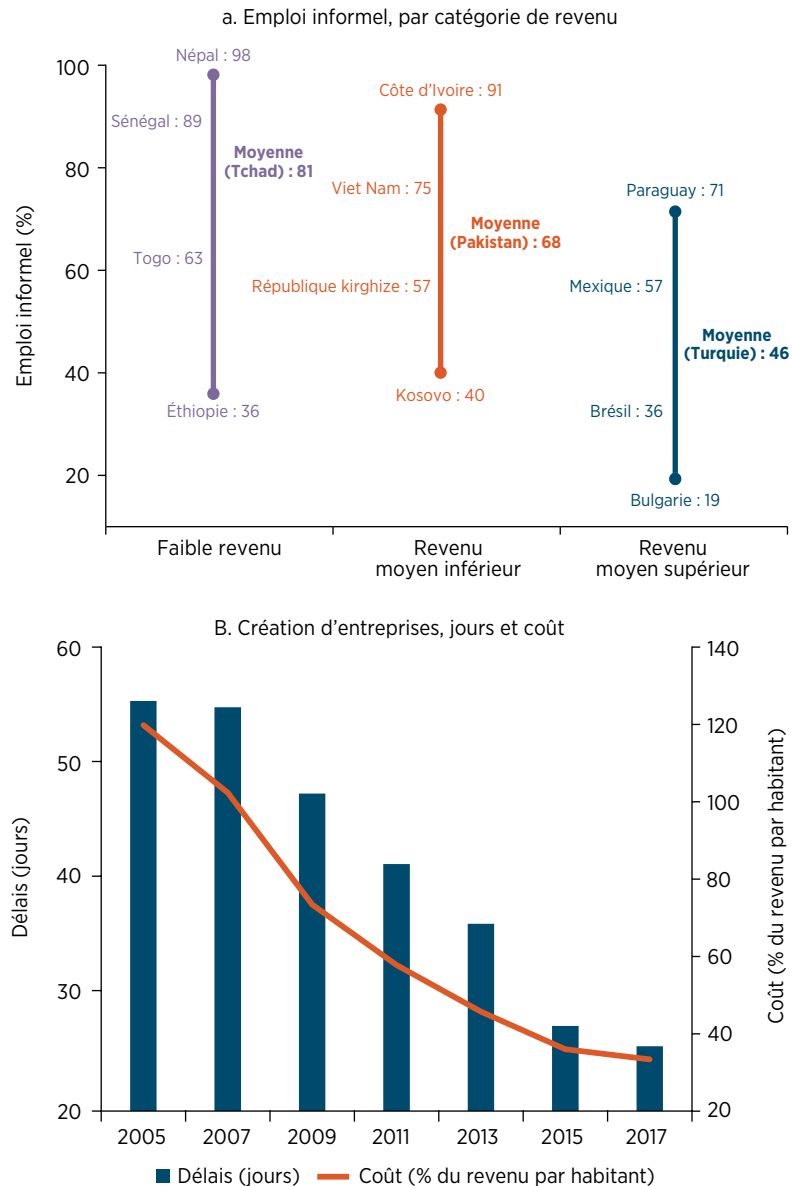 a. Emploi informel, par catégorie de revenu
Emploi informel (%)
100
80
60
40
20
Népal : 98
Sénégal : 89
Moyenne
(Tchad) : 81
Togo : 63
Éthiopie : 36
Côte d'Ivoire : 91
Viet Nam : 75
Moyenne
(Pakistan) : 68
République kirghize : 57
Kosovo : 40
Paraguay : 71
Mexique : 57
Moyenne
(Turquie) : 46
Brésil : 36
Bulgarie : 19
Faible revenu
Revenu
moyen inférieur
Revenu
moyen supérieur
B. Création d'entreprises, jours et coût
Délais (jours)
60
50
40
30
20
140
120
100
80
60
40
20
Coût (% du revenu par habitant)
2005
2007
2009
2011
2013
2015
2017
Délais (jours)
Coût (% du revenu par habitant)